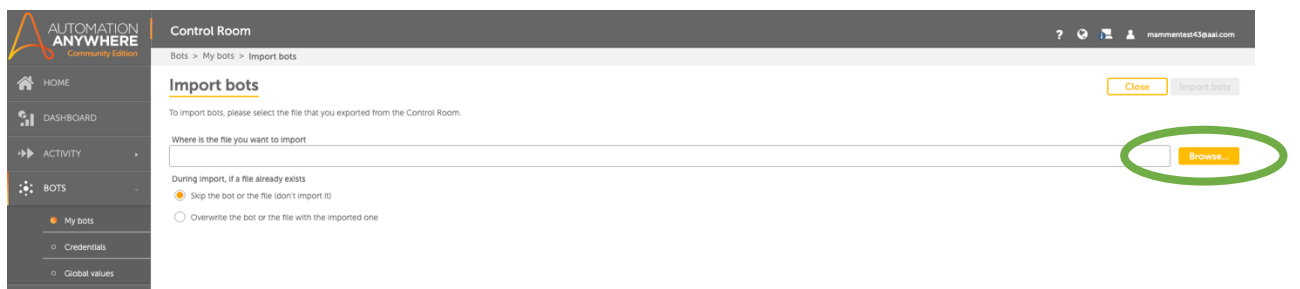 AUTOMATION
ANYWHERE
Community Edition
Control Room
? mammentest43@aal.com
Bots > My bots > Import bots
HOME
DASHBOARD
ACTIVITY
BOTS
My bots
Credentials
Global values
Import bots
Close Import bots
To import bots, please select the file that you exported from the Control Room.
Where is the file you want to import
Browse...
During import, if a file already exists
Skip the bot or the file (don't import it)
Overwrite the bot or the file with the imported one